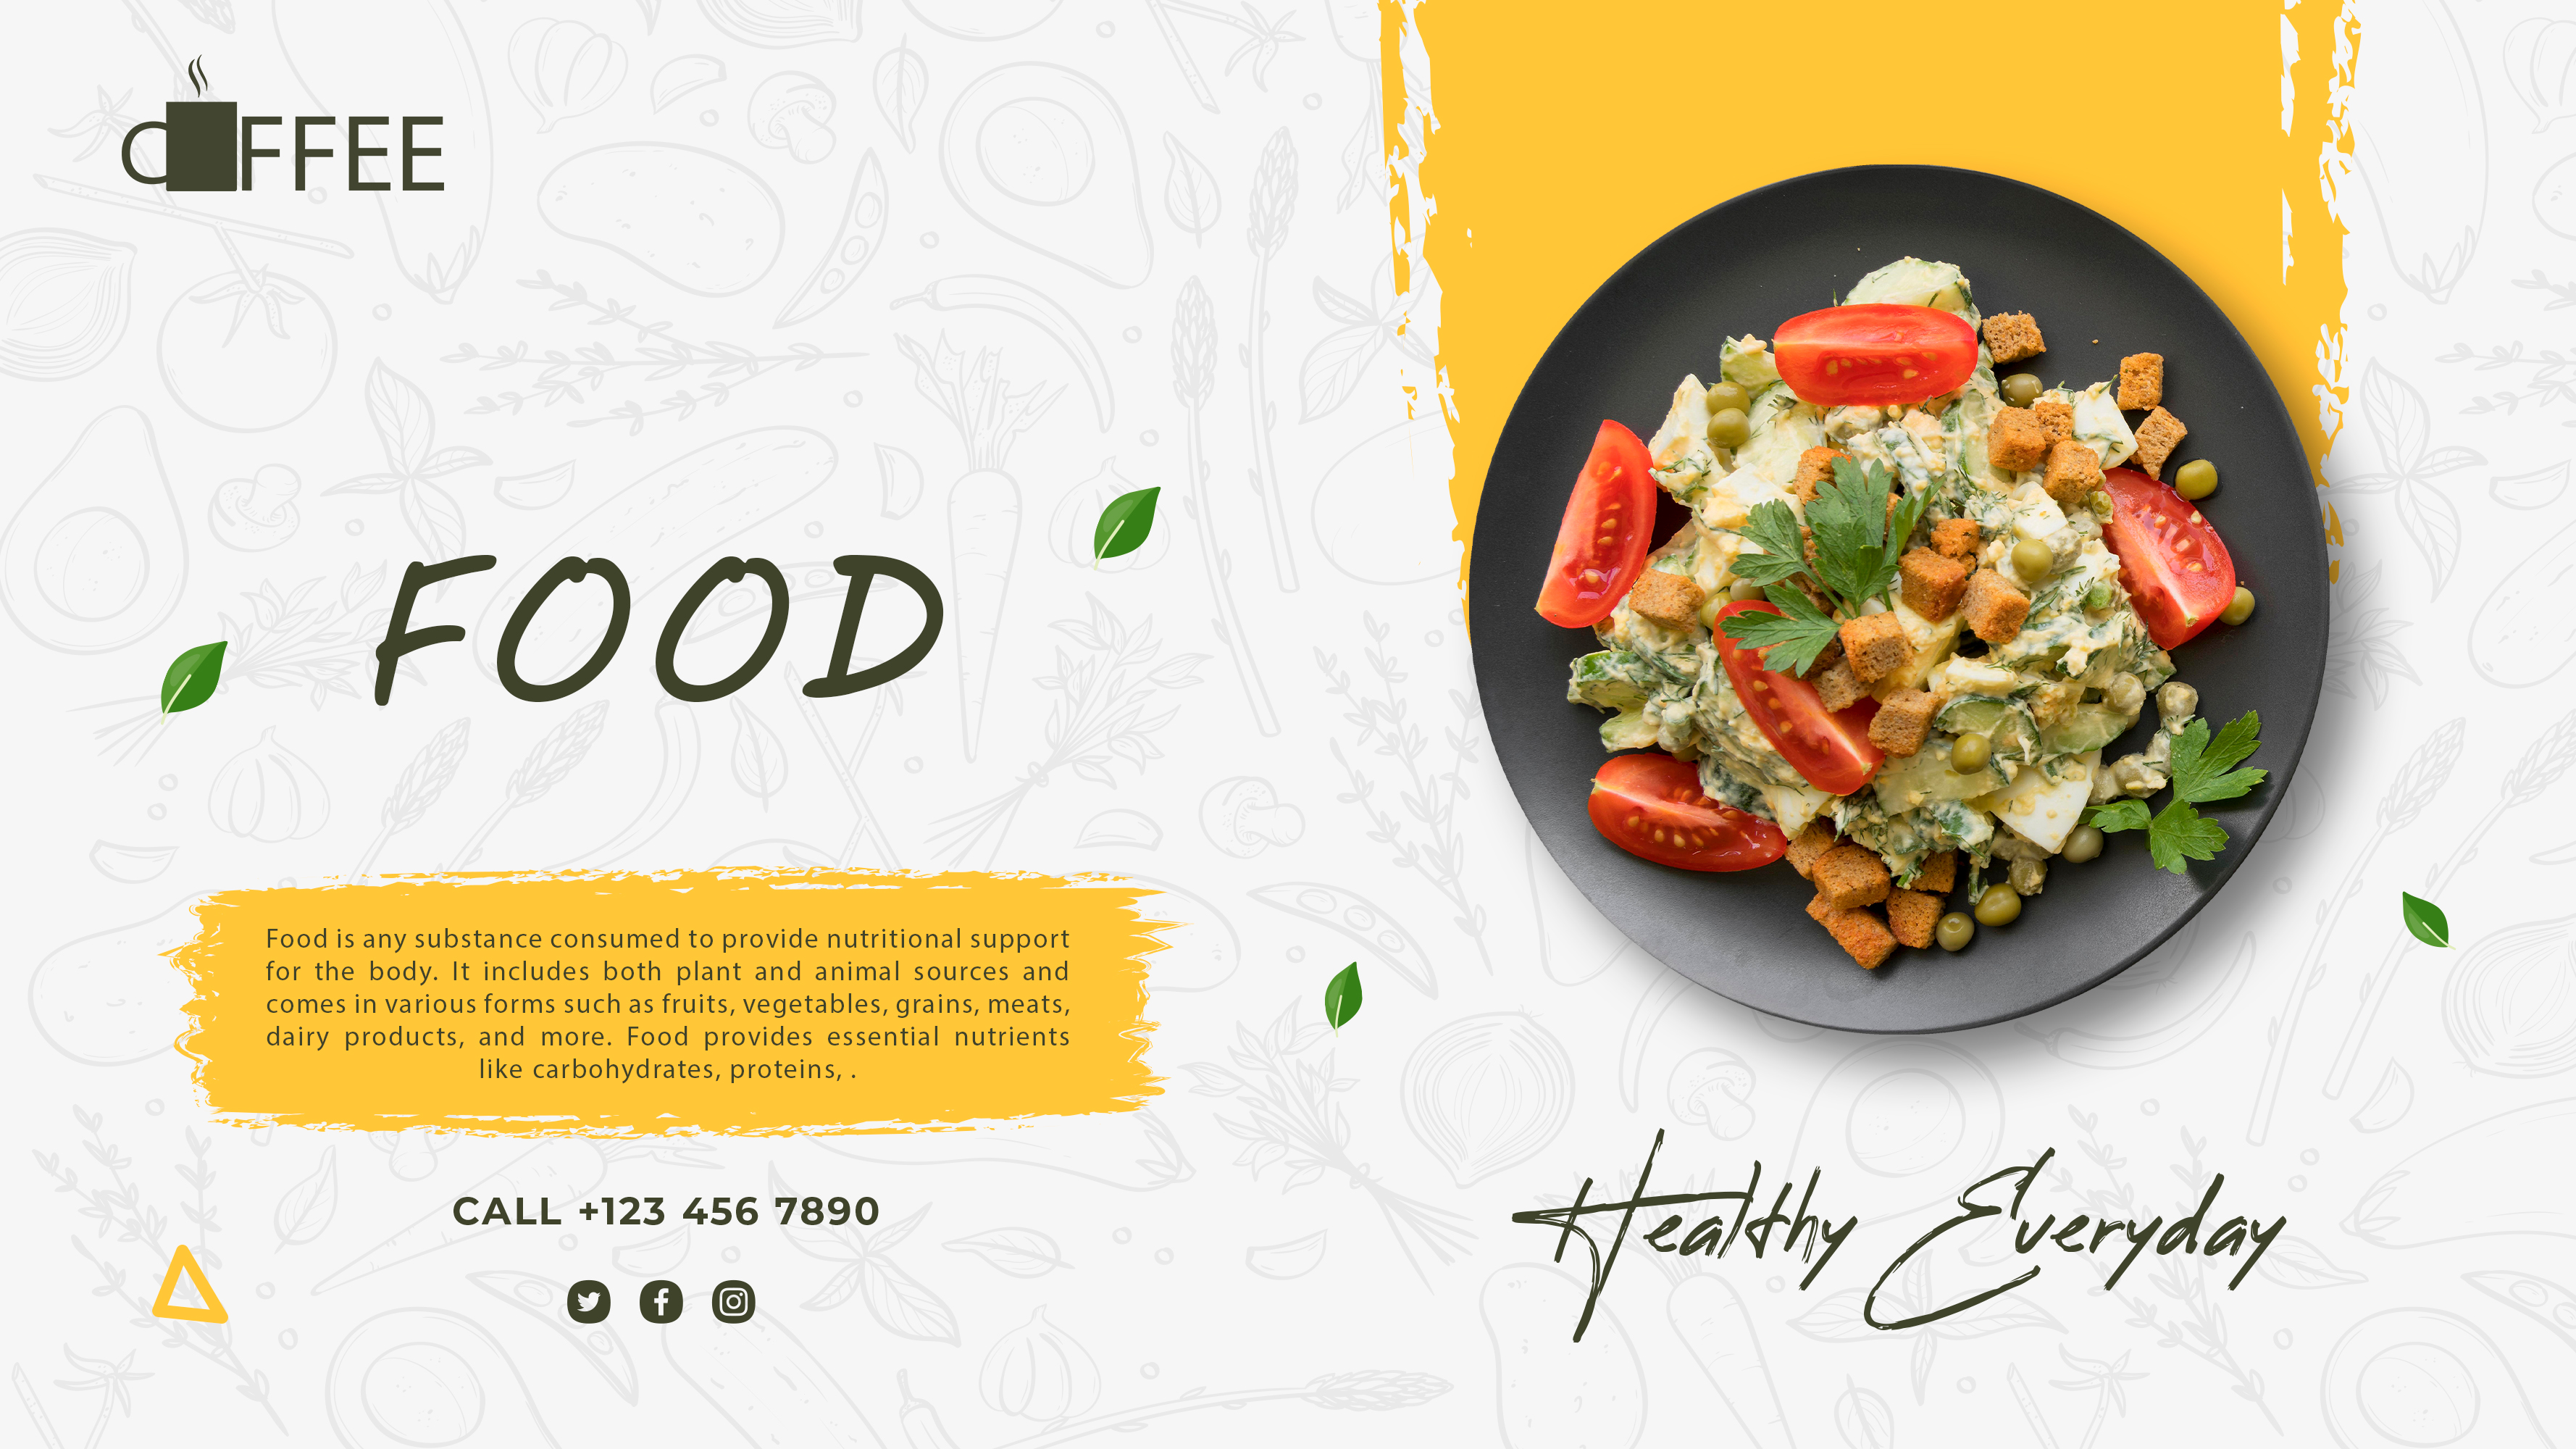 COFFEE
FOOD
Food is any substance consumed to provide nutritional support
for the body. It includes both plant and animal sources and
comes in various forms such as fruits, vegetables, grains, meats,
dairy products, and more. Food provides essential nutrients
like carbohydrates, proteins, .
CALL +123 456 7890
Healthy Everyday